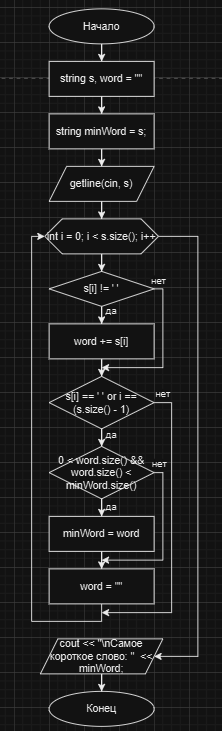 Начало
string s, word = ""
string minWord = s;
getline(cin, s)
int i = 0; i < s.size(); i++
s[i] != ' '
нет
да
word += s[i]
s[i] == ' ' or i ==
(s.size() - 1)
нет
да
0 < word.size() &&
word.size() <
minWord.size()
нет
да
minWord = word
word = ""
cout << "\nСамое
короткое слово: " <<
minWord;
Конец